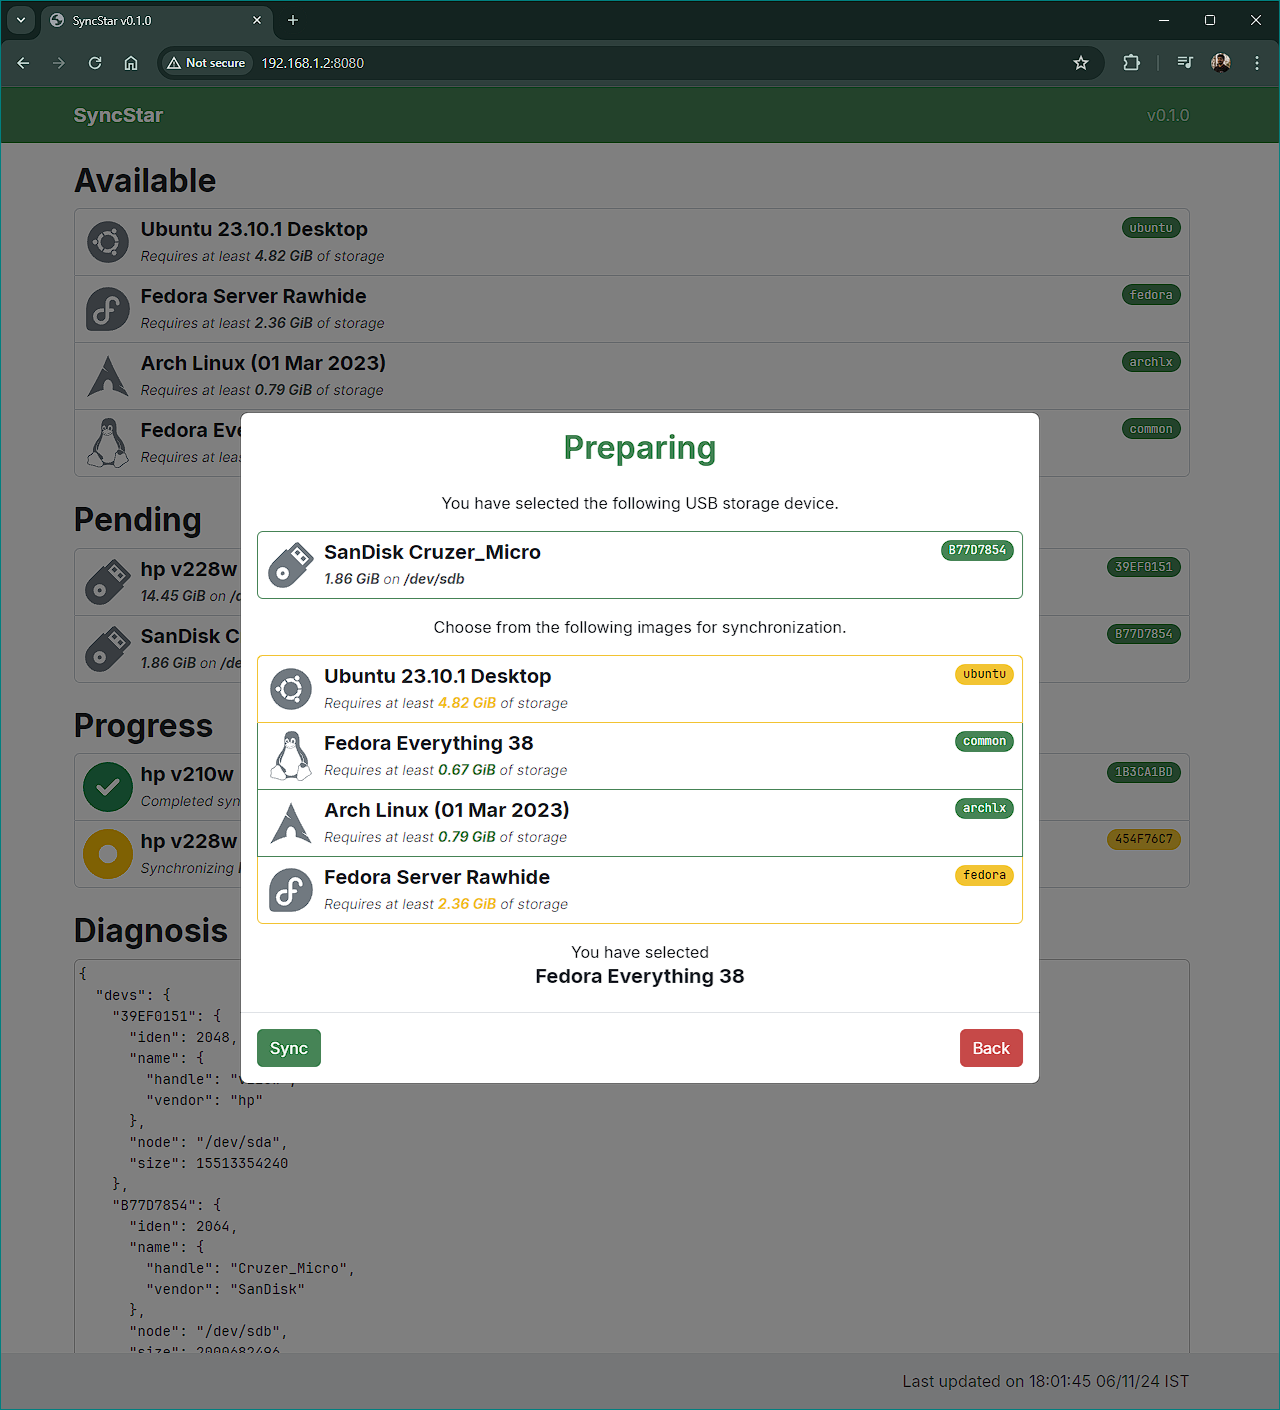 SyncStar v0.1.0
Not secure
192.168.1.2:8080
SyncStar
v0.1.0
Available
Ubuntu 23.10.1 Desktop
ubuntu
Requires at least 4.82 GiB of storage
Fedora Server Rawhide
fedora
Requires at least 2.36 GiB of storage
Arch Linux (01 Mar 2023)
archlx
Requires at least 0.79 GiB of storage
Fedora Eve
common
Requires at leas
Pending
hp v228w
39EF0151
14.45 GiB on /d
SanDisk C
B77D7854
1.86 GiB on /de
Progress
hp v210w
1B3CA1BD
Completed syn
hp v228w
454F76C7
Synchronizing
Diagnosis
{
"devs": {
"39EF0151": {
"iden": 2048,
"name": {
"handle":
"vendor": "hp"
},
"node": "/dev/sda",
"size": 15513354240
},
"B77D7854": {
"iden": 2064,
"name": {
"handle": "Cruzer_Micro",
"vendor": "SanDisk"
},
"node": "/dev/sdb",
"size": 2000682496
Preparing
You have selected the following USB storage device.
SanDisk Cruzer_Micro
B77D7854
1.86 GiB on /dev/sdb
Choose from the following images for synchronization.
Ubuntu 23.10.1 Desktop
ubuntu
Requires at least 4.82 GiB of storage
Fedora Everything 38
common
Requires at least 0.67 GiB of storage
Arch Linux (01 Mar 2023)
archlx
Requires at least 0.79 GiB of storage
Fedora Server Rawhide
fedora
Requires at least 2.36 GiB of storage
You have selected
Fedora Everything 38
Sync
Back
Last updated on 18:01:45 06/11/24 IST